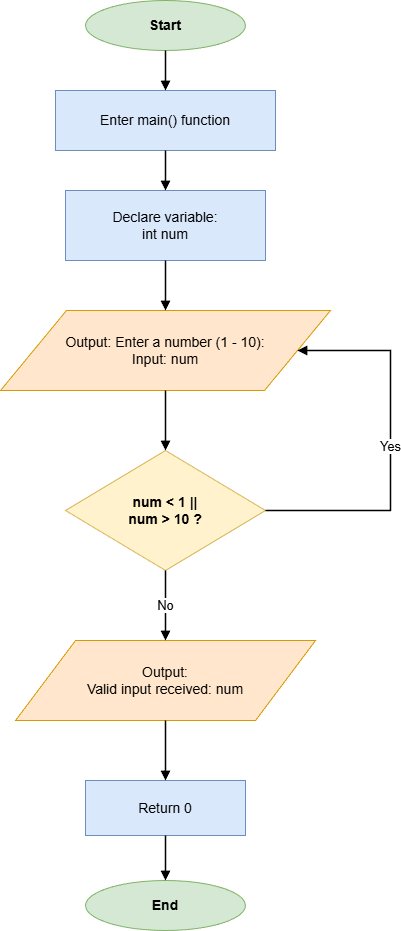 Start
Enter main() function
Declare variable:
int num
Output: Enter a number (1 - 10):
Input: num
Yes
num < 1 ||
num > 10 ?
No
Output:
Valid input received: num
Return 0
End